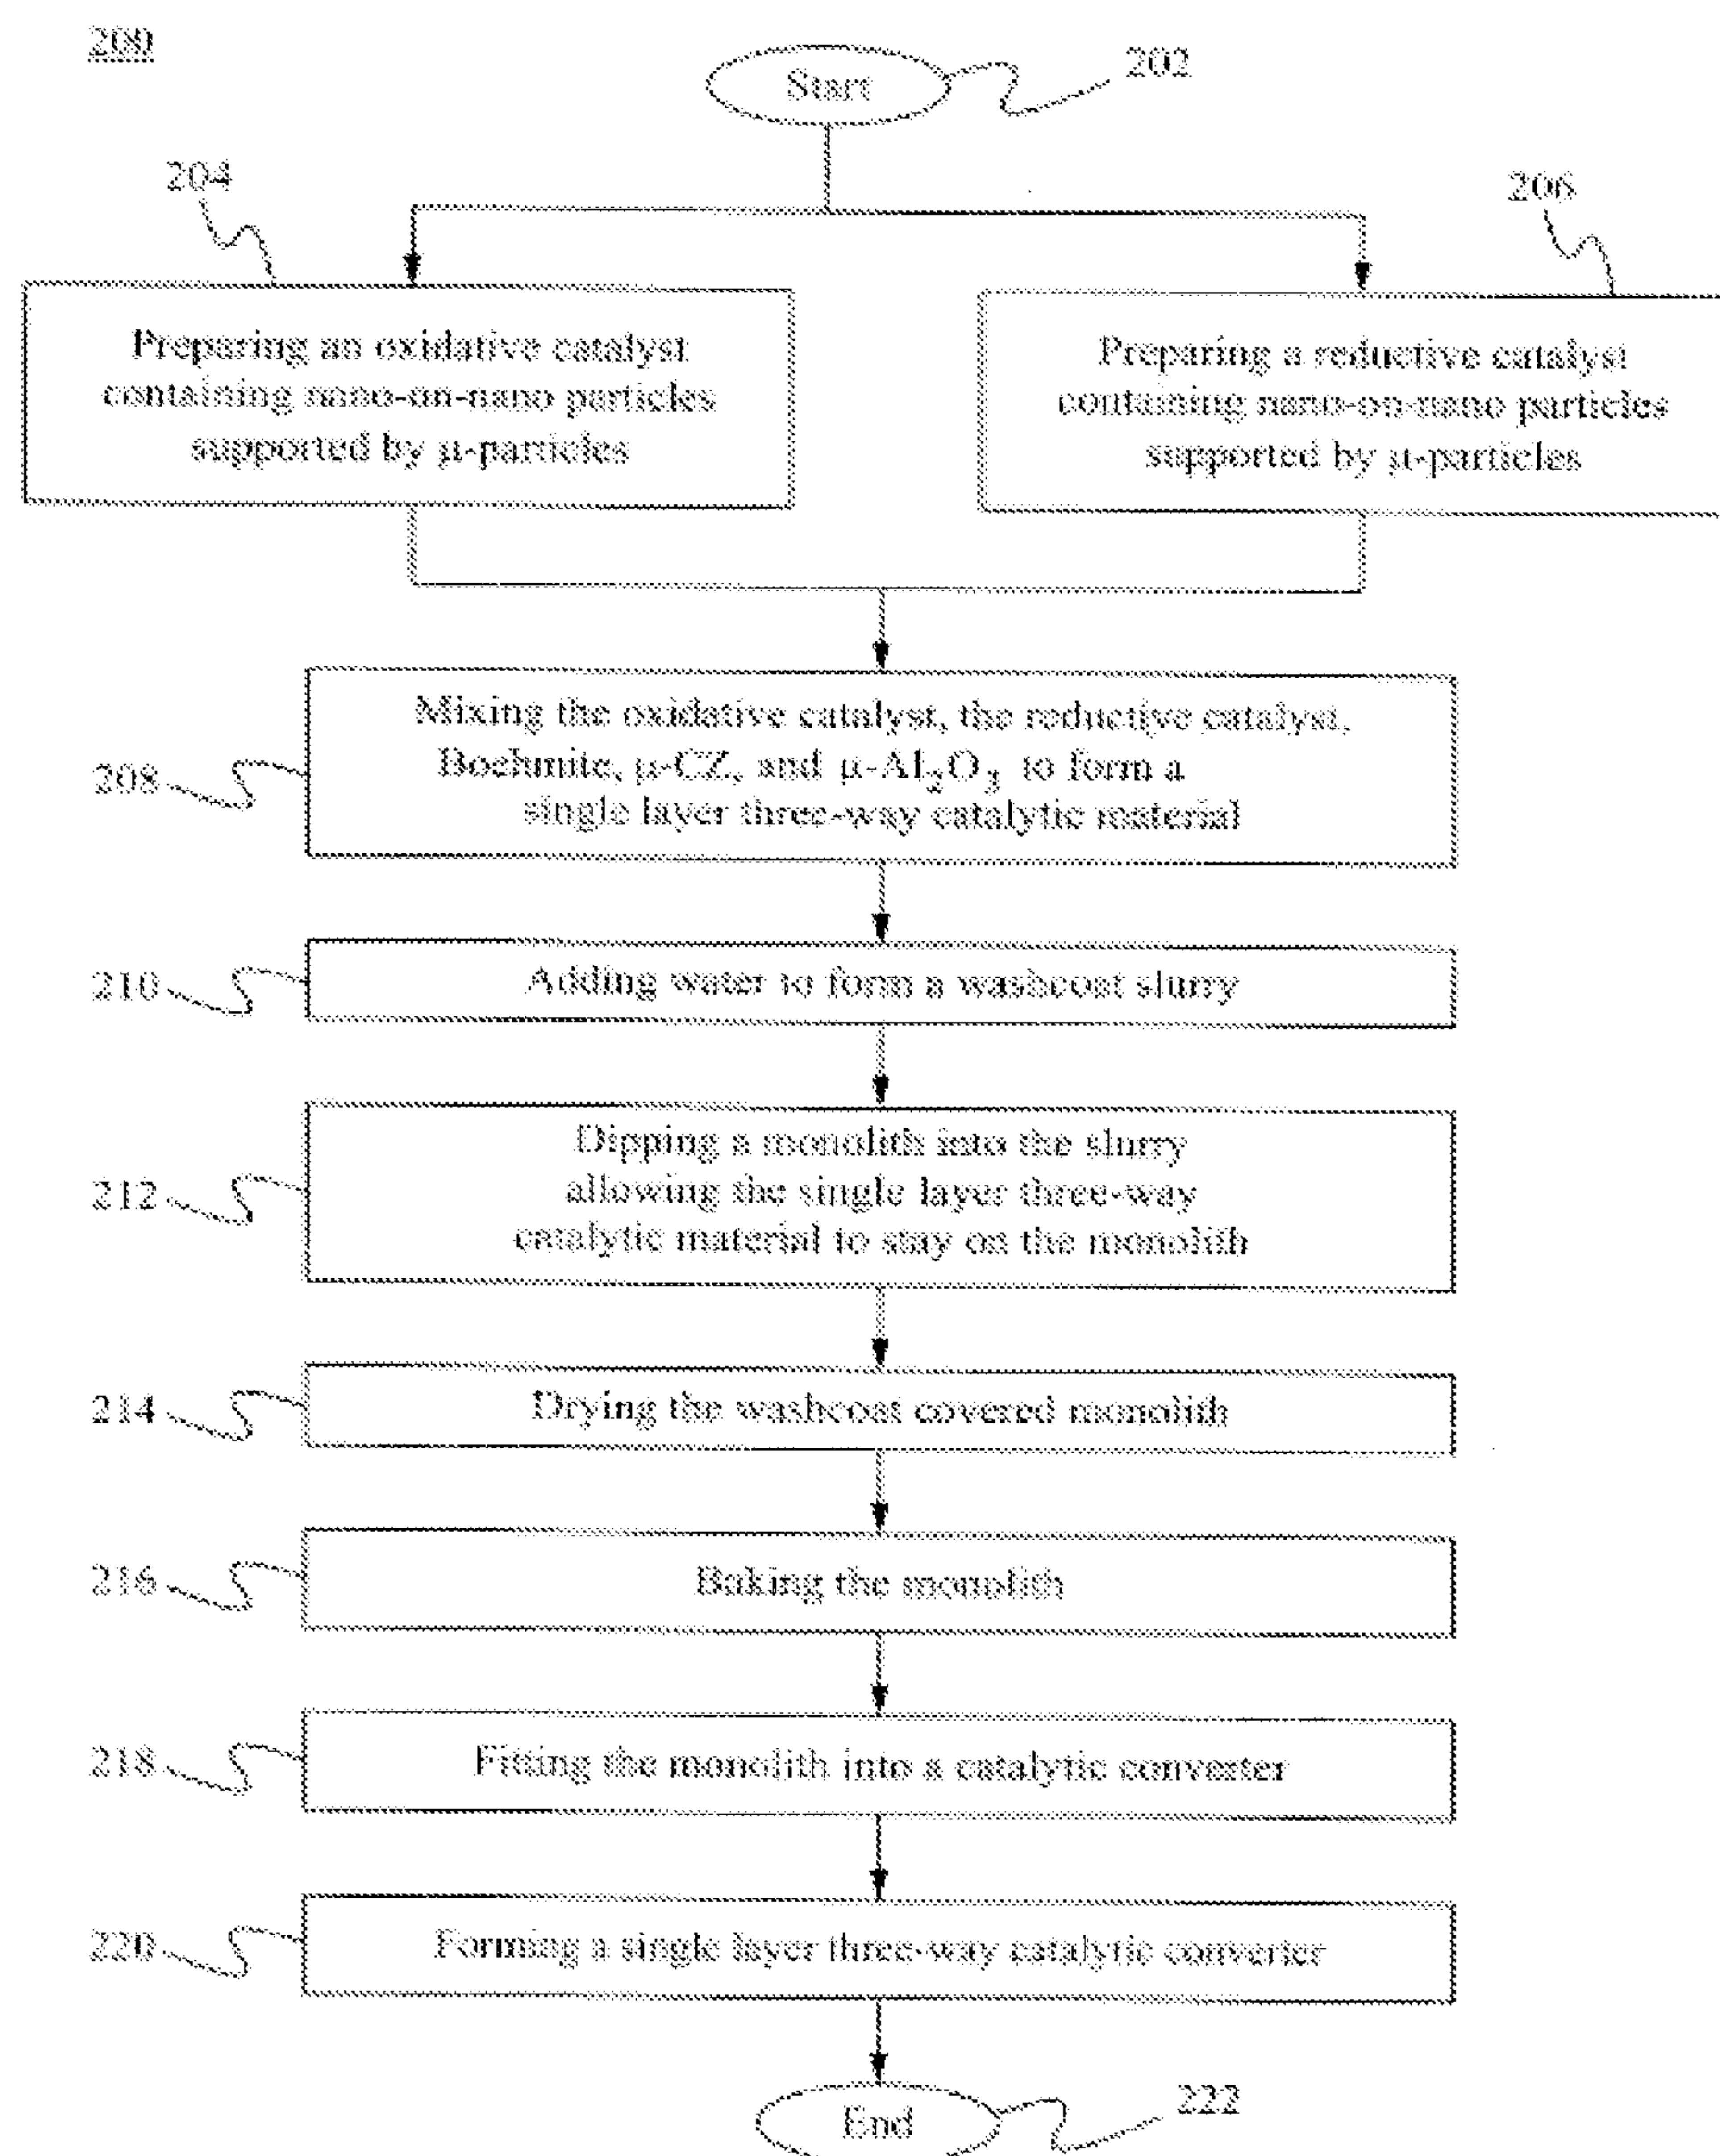 200
Start
202
204
206
Preparing an oxidative catalyst
containing nano-on-nano particles
supported by μ-particles
Preparing a reductive catalyst
containing nano-on-nano particles
supported by μ-particles
Mixing the oxidative catalyst, the reductive catalyst,
Boehmite, μ-CZ, and μ-Al₂O₃ to form a
single layer three-way catalytic material
208
Adding water to form a washcoat slurry
210
Dipping a monolith into the slurry
allowing the single layer three-way
catalytic material to stay on the monolith
212
Drying the washcoat covered monolith
214
Baking the monolith
216
Fitting the monolith into a catalytic converter
218
Forming a single layer three-way catalytic converter
220
End
222